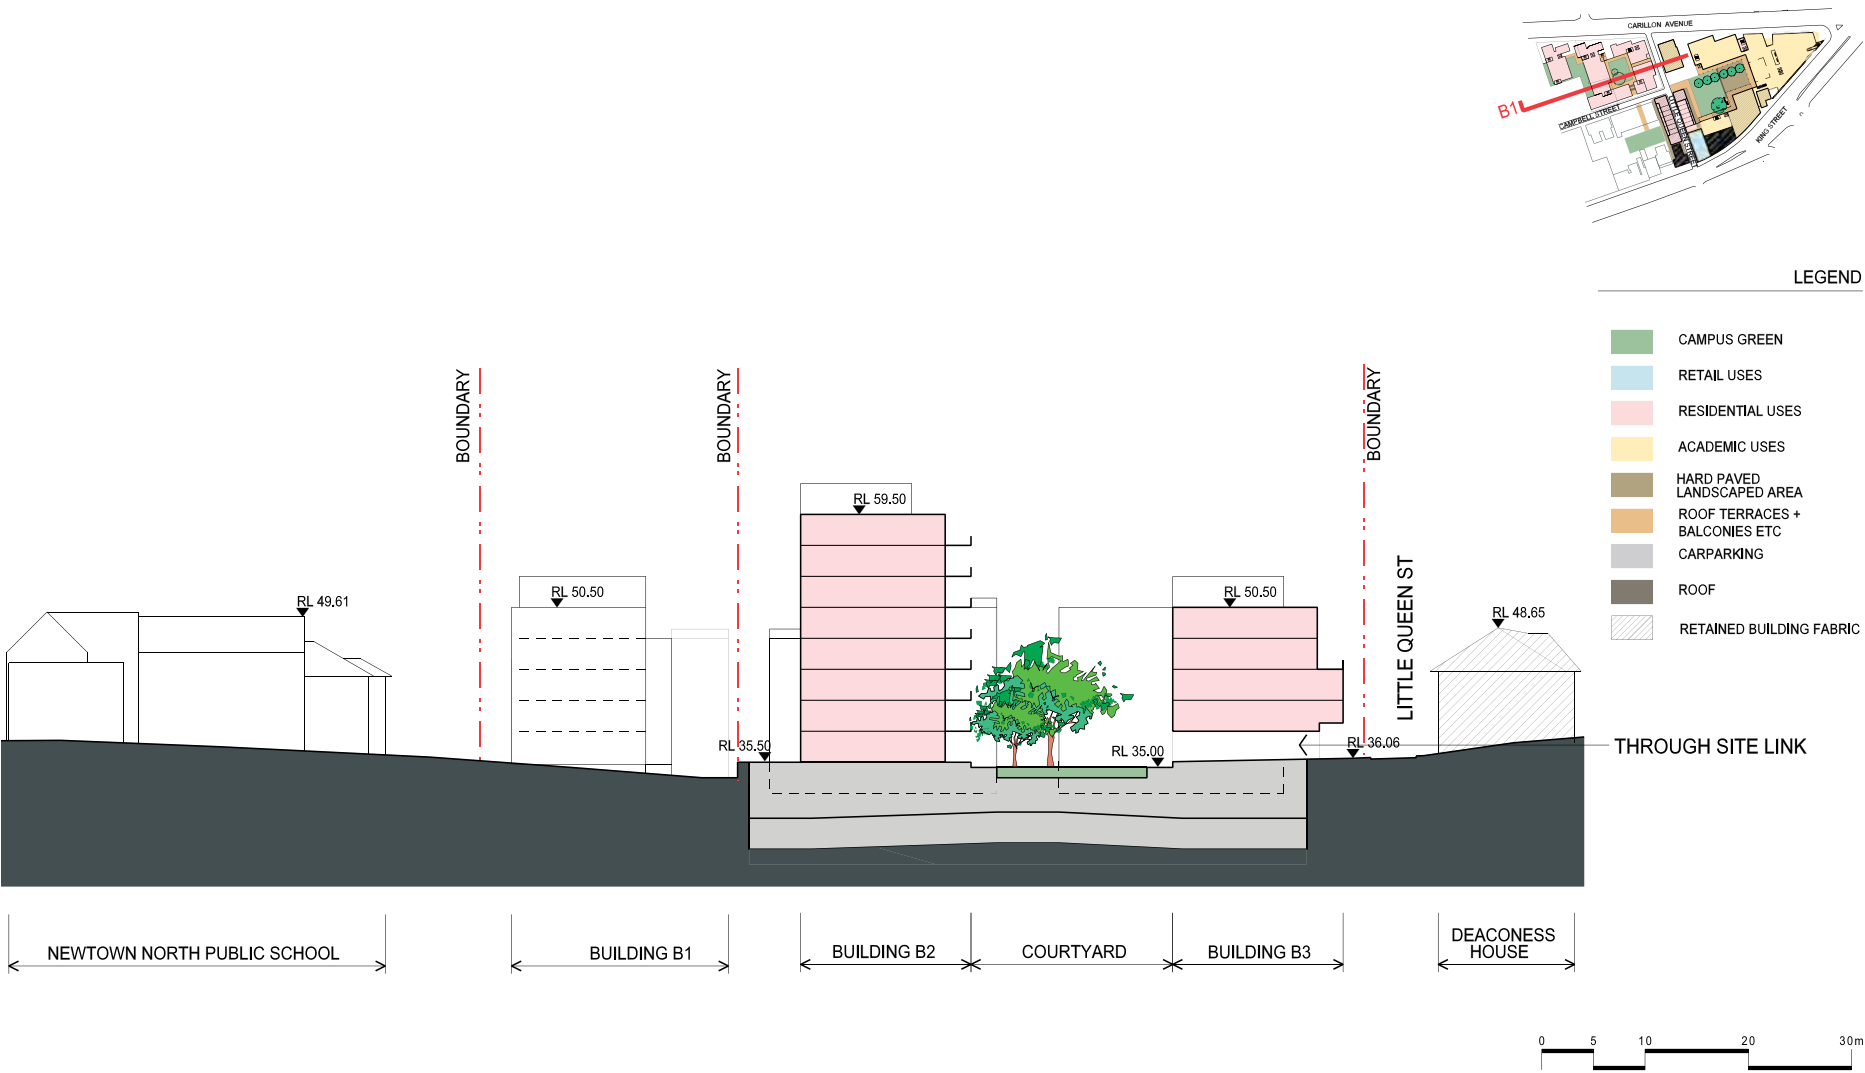 CARILLON AVENUE
B1
CAMPBELL STREET
LITTLE QUEEN STREET
KING STREET
LEGEND
CAMPUS GREEN
RETAIL USES
RESIDENTIAL USES
ACADEMIC USES
HARD PAVED
LANDSCAPED AREA
ROOF TERRACES +
BALCONIES ETC
CARPARKING
ROOF
RETAINED BUILDING FABRIC
BOUNDARY
BOUNDARY
BOUNDARY
LITTLE QUEEN ST
RL 49.61
RL 50.50
RL 59.50
RL 50.50
RL 48.65
RL 35.50
RL 35.00
RL 36.06
THROUGH SITE LINK
NEWTOWN NORTH PUBLIC SCHOOL
BUILDING B1
BUILDING B2
COURTYARD
BUILDING B3
DEACONESS
HOUSE
0 5 10 20 30m